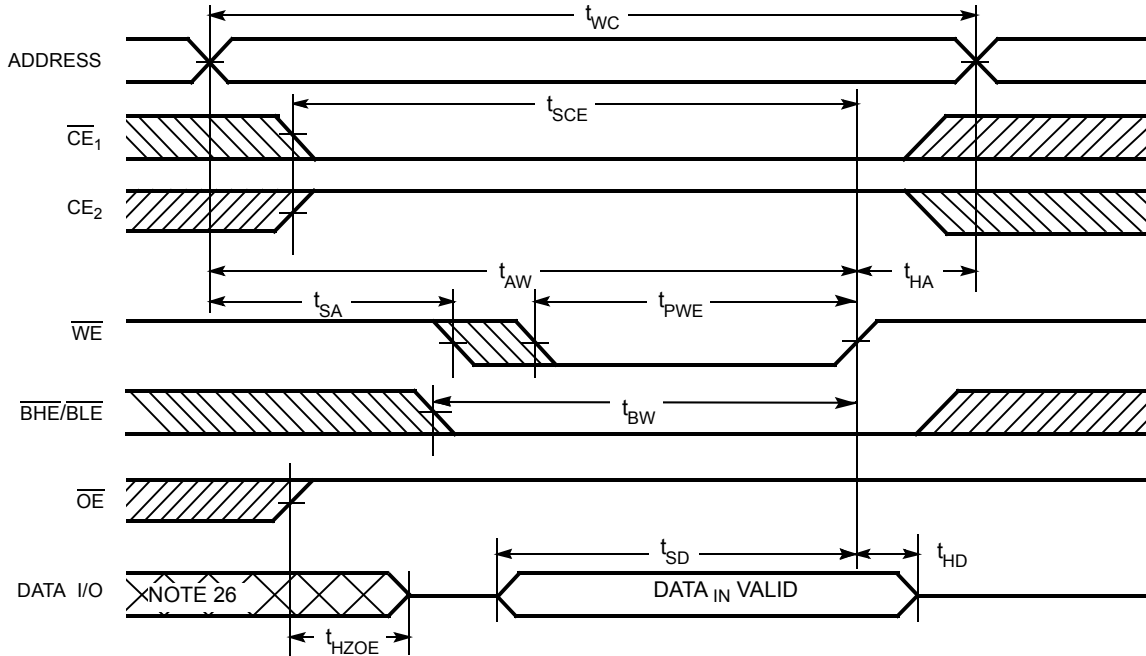 tWC
ADDRESS
tSCE
CE1
CE2
tAW
tHA
tSA
tPWE
WE
BHE/BLE
tBW
OE
tSD
tHD
DATA I/O
NOTE 26
DATA IN VALID
tHZOE